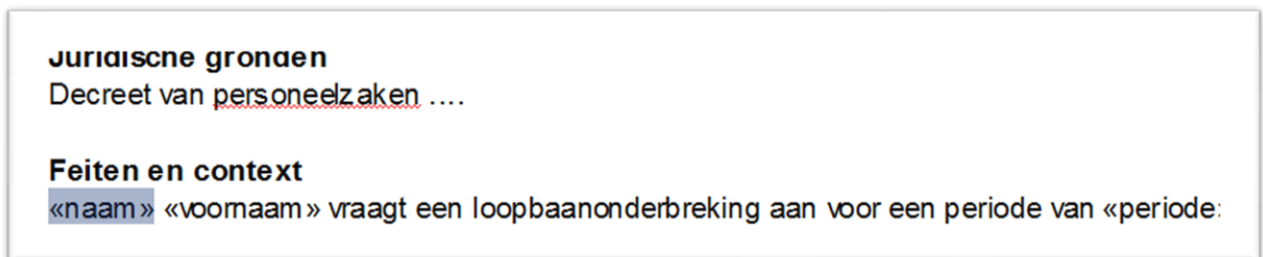 Juridische gronden
Decreet van personeelzaken ....
Feiten en context
«naam» «voornaam» vraagt een loopbaanonderbreking aan voor een periode van «periode